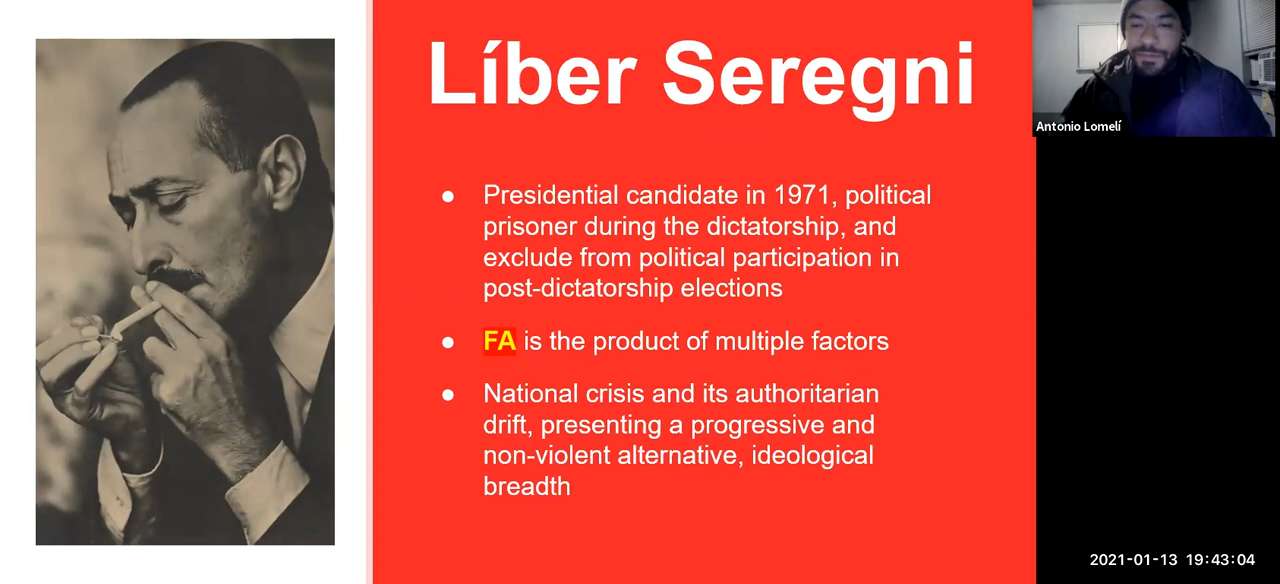 Líber Seregni
● Presidential candidate in 1971, political
prisoner during the dictatorship, and
exclude from political participation in
post-dictatorship elections
● FA is the product of multiple factors
● National crisis and its authoritarian
drift, presenting a progressive and
non-violent alternative, ideological
breadth
Antonio Lomelí
2021-01-13 19:43:04